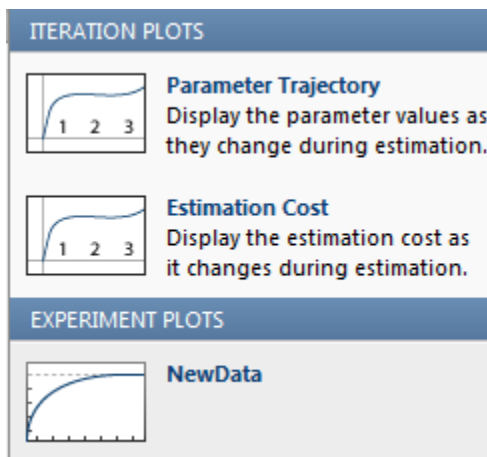 ITERATION PLOTS
Parameter Trajectory
Display the parameter values as
they change during estimation.
1 2 3
Estimation Cost
Display the estimation cost as
it changes during estimation.
1 2 3
EXPERIMENT PLOTS
NewData